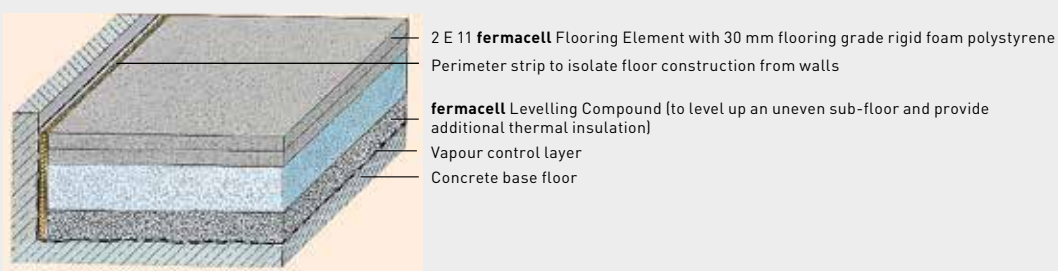 2 E 11 fermacell Flooring Element with 30 mm flooring grade rigid foam polystyrene
Perimeter strip to isolate floor construction from walls
fermacell Levelling Compound (to level up an uneven sub-floor and provide
additional thermal insulation)
Vapour control layer
Concrete base floor